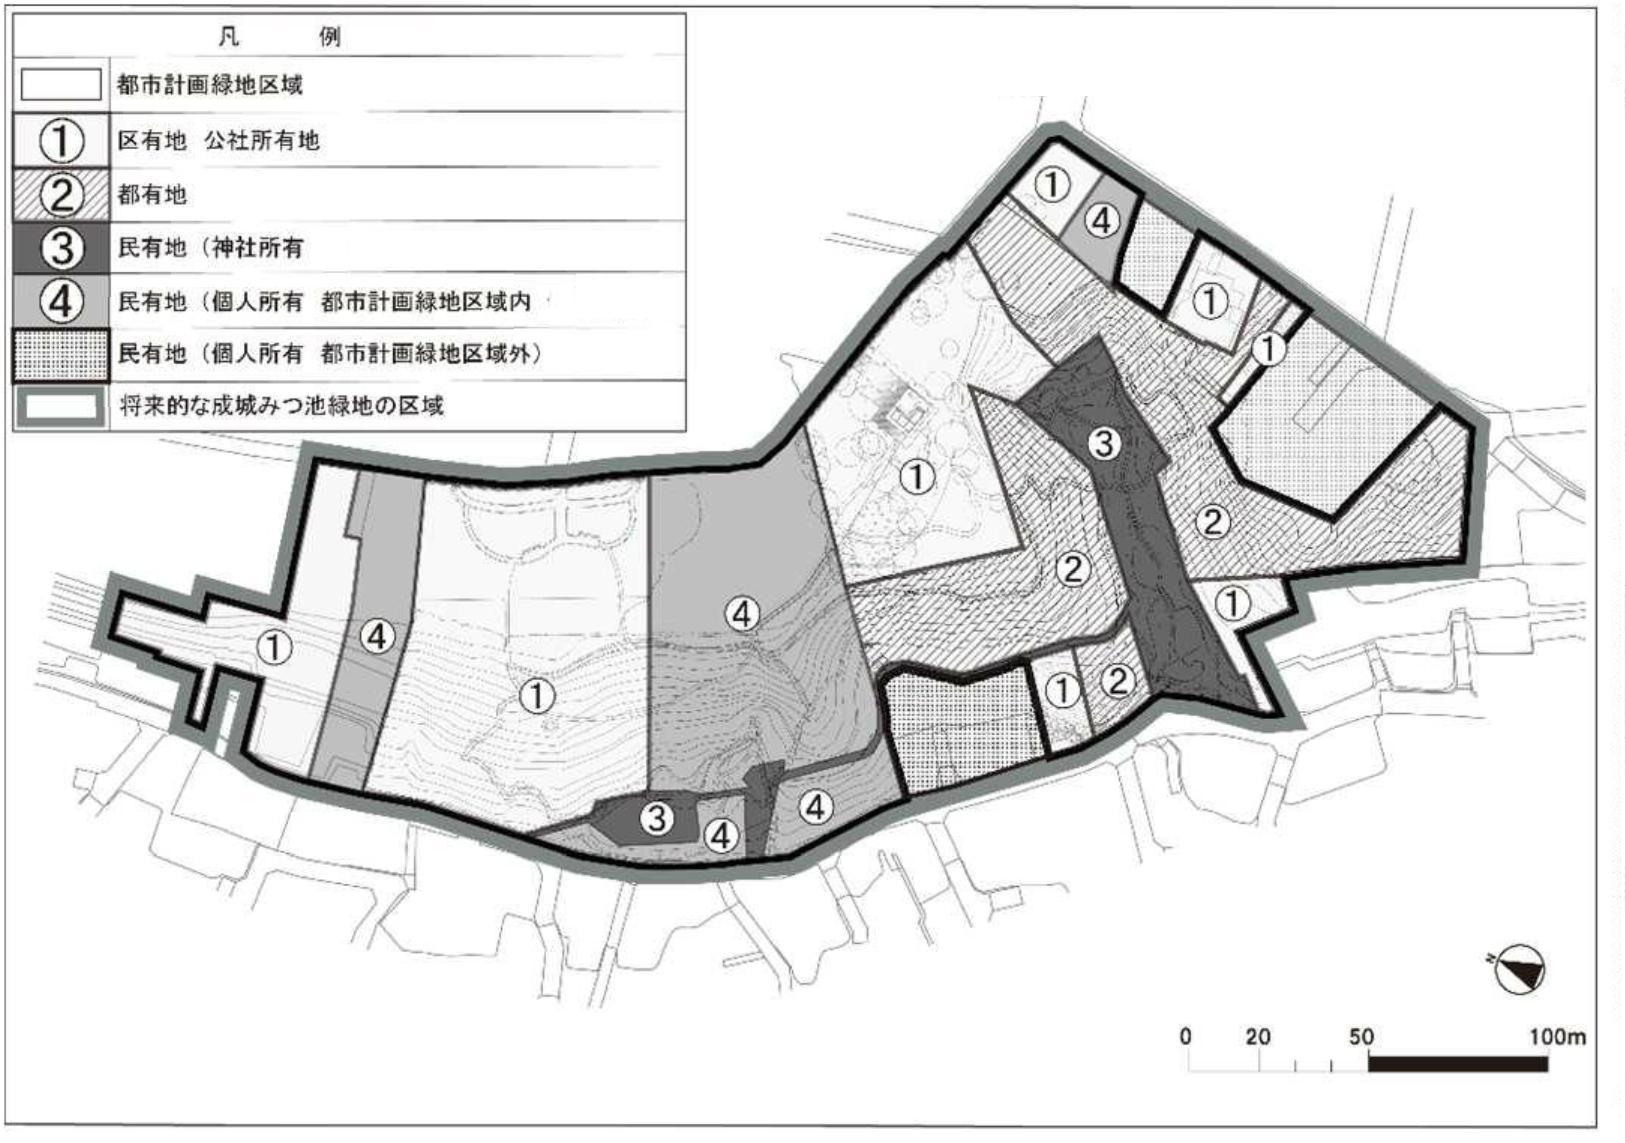 凡 例
都市計画緑地区域
① 区有地 公社所有地
② 都有地
③ 民有地（神社所有
④ 民有地（個人所有 都市計画緑地区域内
民有地（個人所有 都市計画緑地区域外）
将来的な成城みつ池緑地の区域
①
④
①
①
③
①
②
②
①
①
④
④
①
②
①
③
④
④
N
0 20 50 100m